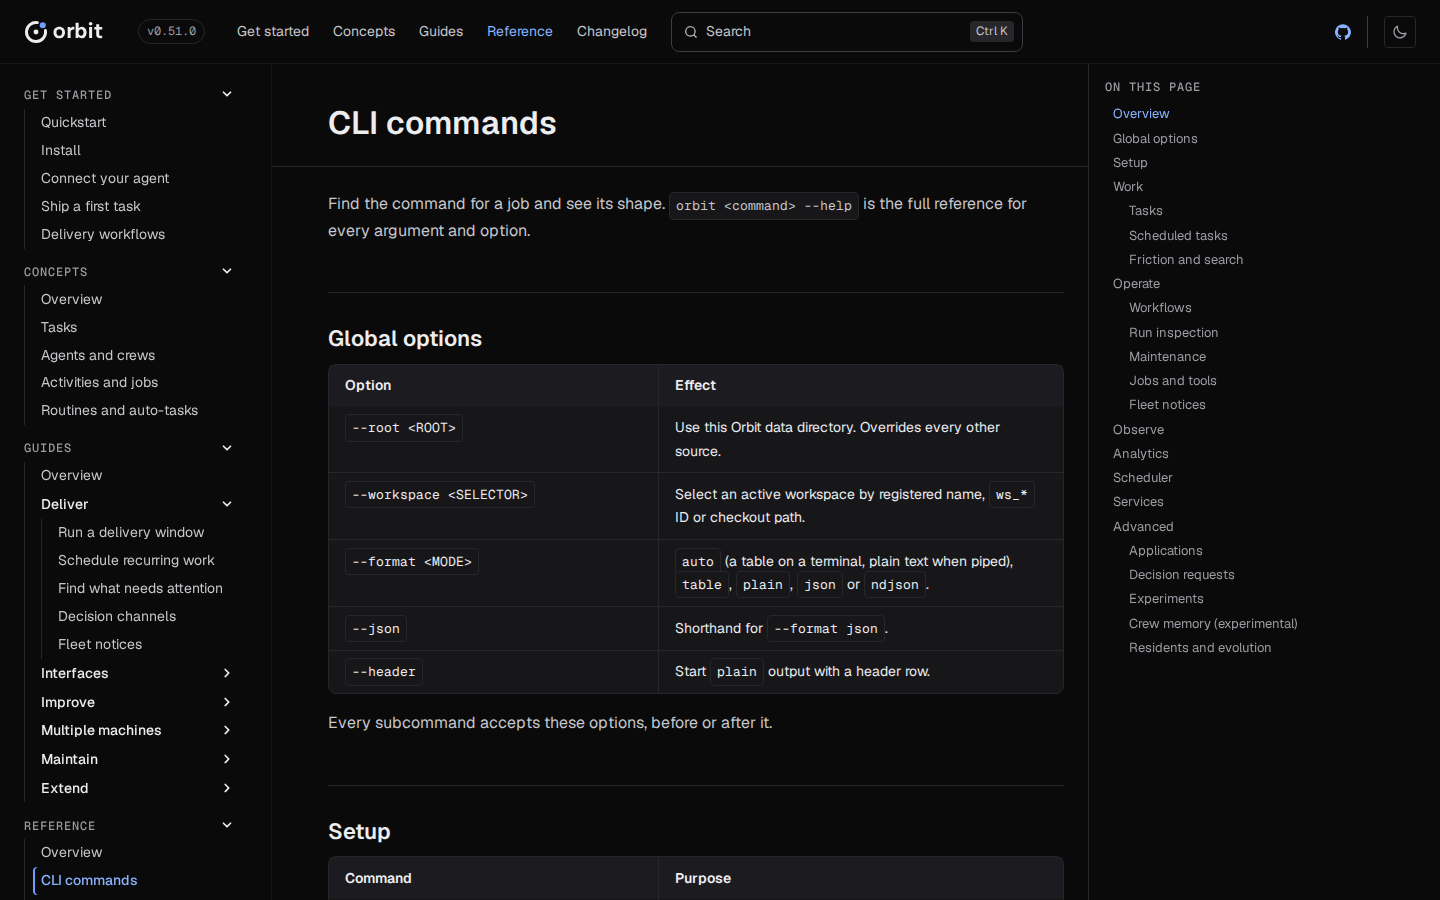 orbit
v0.51.0
Get started
Concepts
Guides
Reference
Changelog
Search
Ctrl K
GET STARTED
Quickstart
Install
Connect your agent
Ship a first task
Delivery workflows
CONCEPTS
Overview
Tasks
Agents and crews
Activities and jobs
Routines and auto-tasks
GUIDES
Overview
Deliver
Run a delivery window
Schedule recurring work
Find what needs attention
Decision channels
Fleet notices
Interfaces
Improve
Multiple machines
Maintain
Extend
REFERENCE
Overview
CLI commands
CLI commands
Find the command for a job and see its shape. orbit <command> --help is the full reference for
every argument and option.
Global options
Option
Effect
--root <ROOT>
Use this Orbit data directory. Overrides every other
source.
--workspace <SELECTOR>
Select an active workspace by registered name, ws_*
ID or checkout path.
--format <MODE>
auto (a table on a terminal, plain text when piped),
table, plain, json or ndjson.
--json
Shorthand for --format json.
--header
Start plain output with a header row.
Every subcommand accepts these options, before or after it.
Setup
Command
Purpose
ON THIS PAGE
Overview
Global options
Setup
Work
Tasks
Scheduled tasks
Friction and search
Operate
Workflows
Run inspection
Maintenance
Jobs and tools
Fleet notices
Observe
Analytics
Scheduler
Services
Advanced
Applications
Decision requests
Experiments
Crew memory (experimental)
Residents and evolution